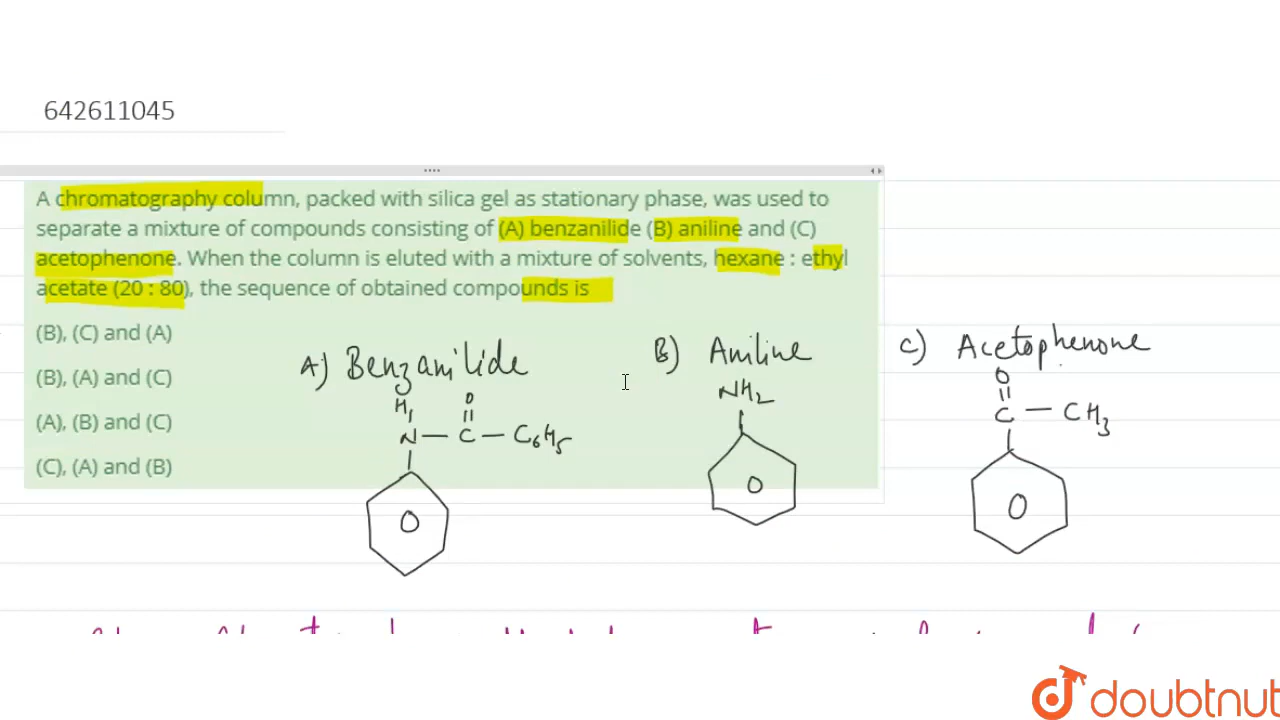 642611045
A chromatography column, packed with silica gel as stationary phase, was used to
separate a mixture of compounds consisting of (A) benzanilide (B) aniline and (C)
acetophenone. When the column is eluted with a mixture of solvents, hexane : ethyl
acetate (20 : 80), the sequence of obtained compounds is
(B), (C) and (A)
(B), (A) and (C)
(A), (B) and (C)
(C), (A) and (B)
A) Benzanilide
H O
N — C — C6H5
B) Aniline
NH2
C) Acetophenone
O
C — CH3
doubtnut